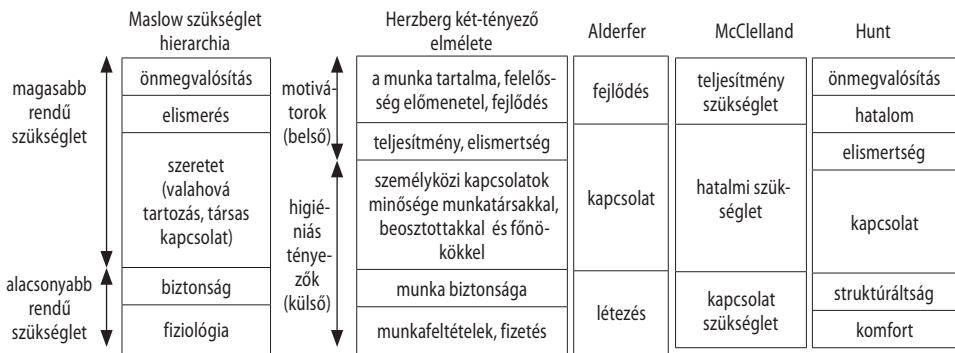 Maslow szükséglet
hierarchia
magasabb
rendű
szükséglet
alacsonyabb
rendű
szükséglet
önmegvalósítás
elismerés
szeretet
(valahová
tartozás, társas
kapcsolat)
biztonság
fiziológia
Herzberg két-tényező
elmélete
motivá-
torok
(belső)
higié-
niás
ténye-
zők
(külső)
a munka tartalma, felelős-
ség előmenetel, fejlődés
teljesítmény, elismertség
személyközi kapcsolatok
minősége munkatársakkal,
beosztottakkal és főnö-
kökkel
munka biztonsága
munkafeltételek, fizetés
Alderfer
fejlődés
kapcsolat
létezés
McClelland
teljesítmény
szükséglet
hatalmi szük-
séglet
kapcsolat
szükséglet
Hunt
önmegvalósítás
hatalom
elismertség
kapcsolat
struktúráltság
komfort